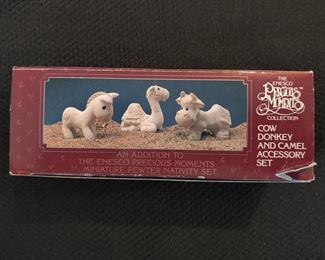 THE
ENESCO
PRECIOUS
MOMENTS™
COLLECTION
COW
DONKEY
AND CAMEL
ACCESSORY
SET
AN ADDITION TO
THE ENESCO PRECIOUS MOMENTS
MINIATURE PEWTER NATIVITY SET